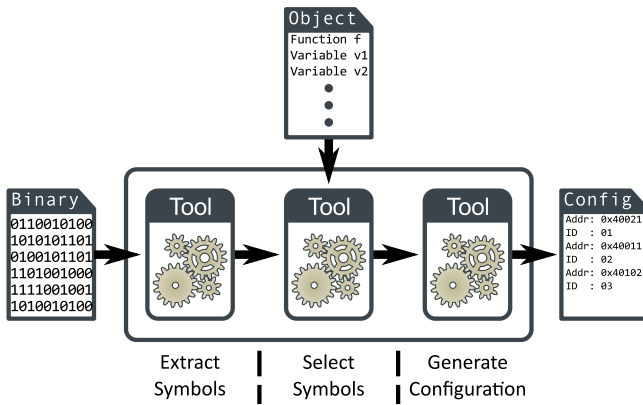 Object
Function f
Variable v1
Variable v2
Binary
0110010100
1010101101
0100101101
1101001000
1111001001
1010010100
Tool
Tool
Tool
Config
Addr: 0x40021
ID  : 01
Addr: 0x40011
ID  : 02
Addr: 0x40102
ID  : 03
Extract
Symbols
Select
Symbols
Generate
Configuration